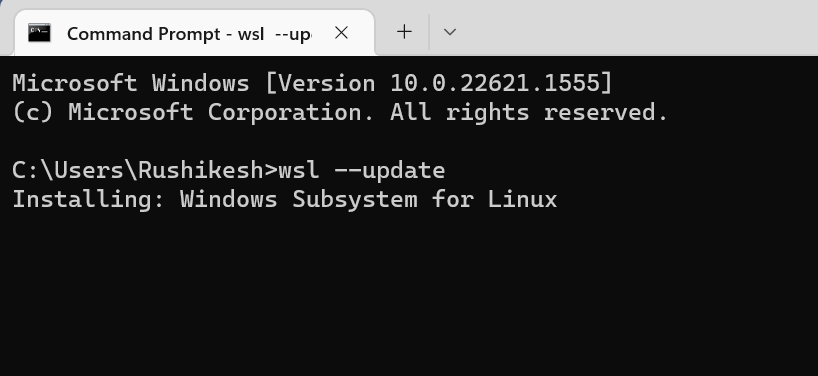 Command Prompt - wsl --up
Microsoft Windows [Version 10.0.22621.1555]
(c) Microsoft Corporation. All rights reserved.
C:\Users\Rushikesh>wsl --update
Installing: Windows Subsystem for Linux